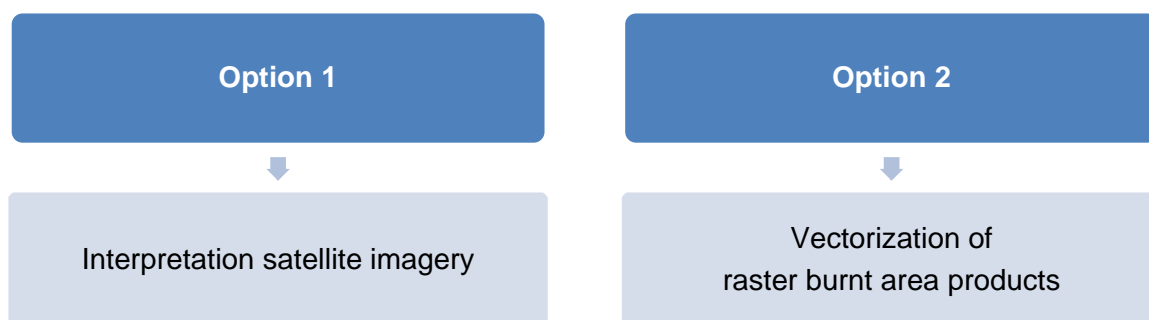 Option 1
Option 2
Interpretation satellite imagery
Vectorization of
raster burnt area products